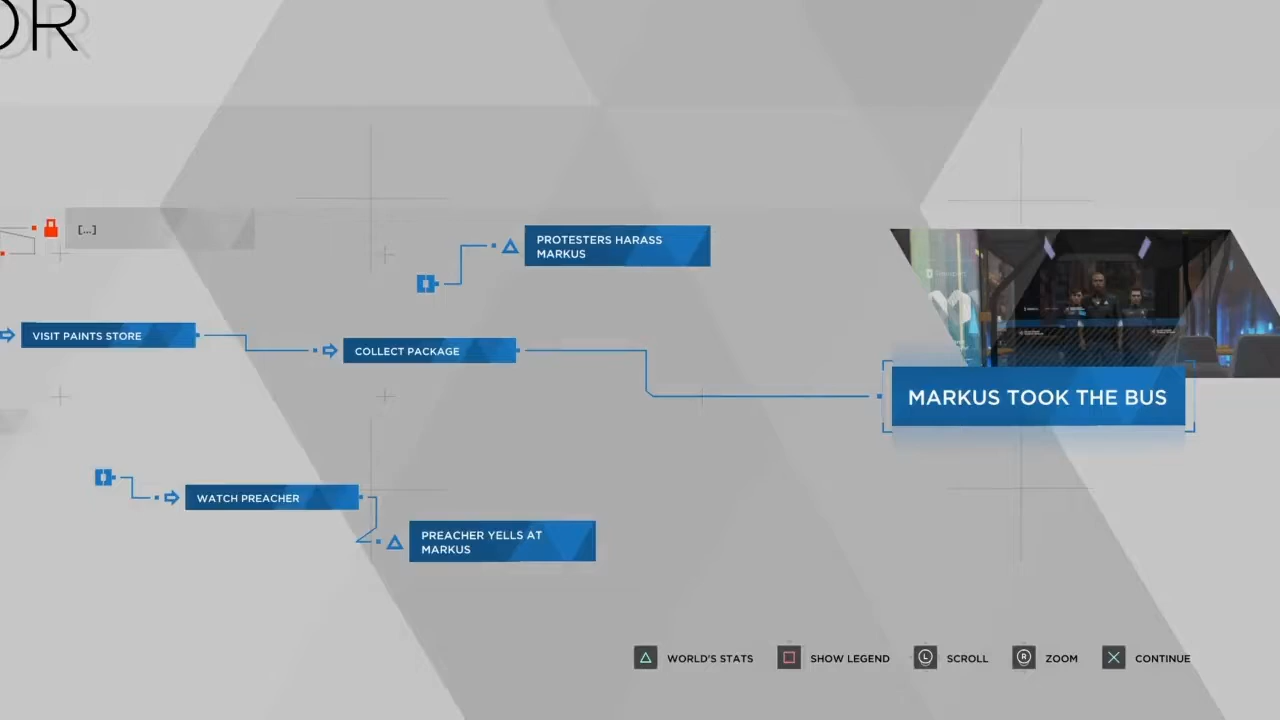 OR
[...]
PROTESTERS HARASS
MARKUS
VISIT PAINTS STORE
COLLECT PACKAGE
MARKUS TOOK THE BUS
WATCH PREACHER
PREACHER YELLS AT
MARKUS
WORLD'S STATS
SHOW LEGEND
L
SCROLL
R
ZOOM
CONTINUE